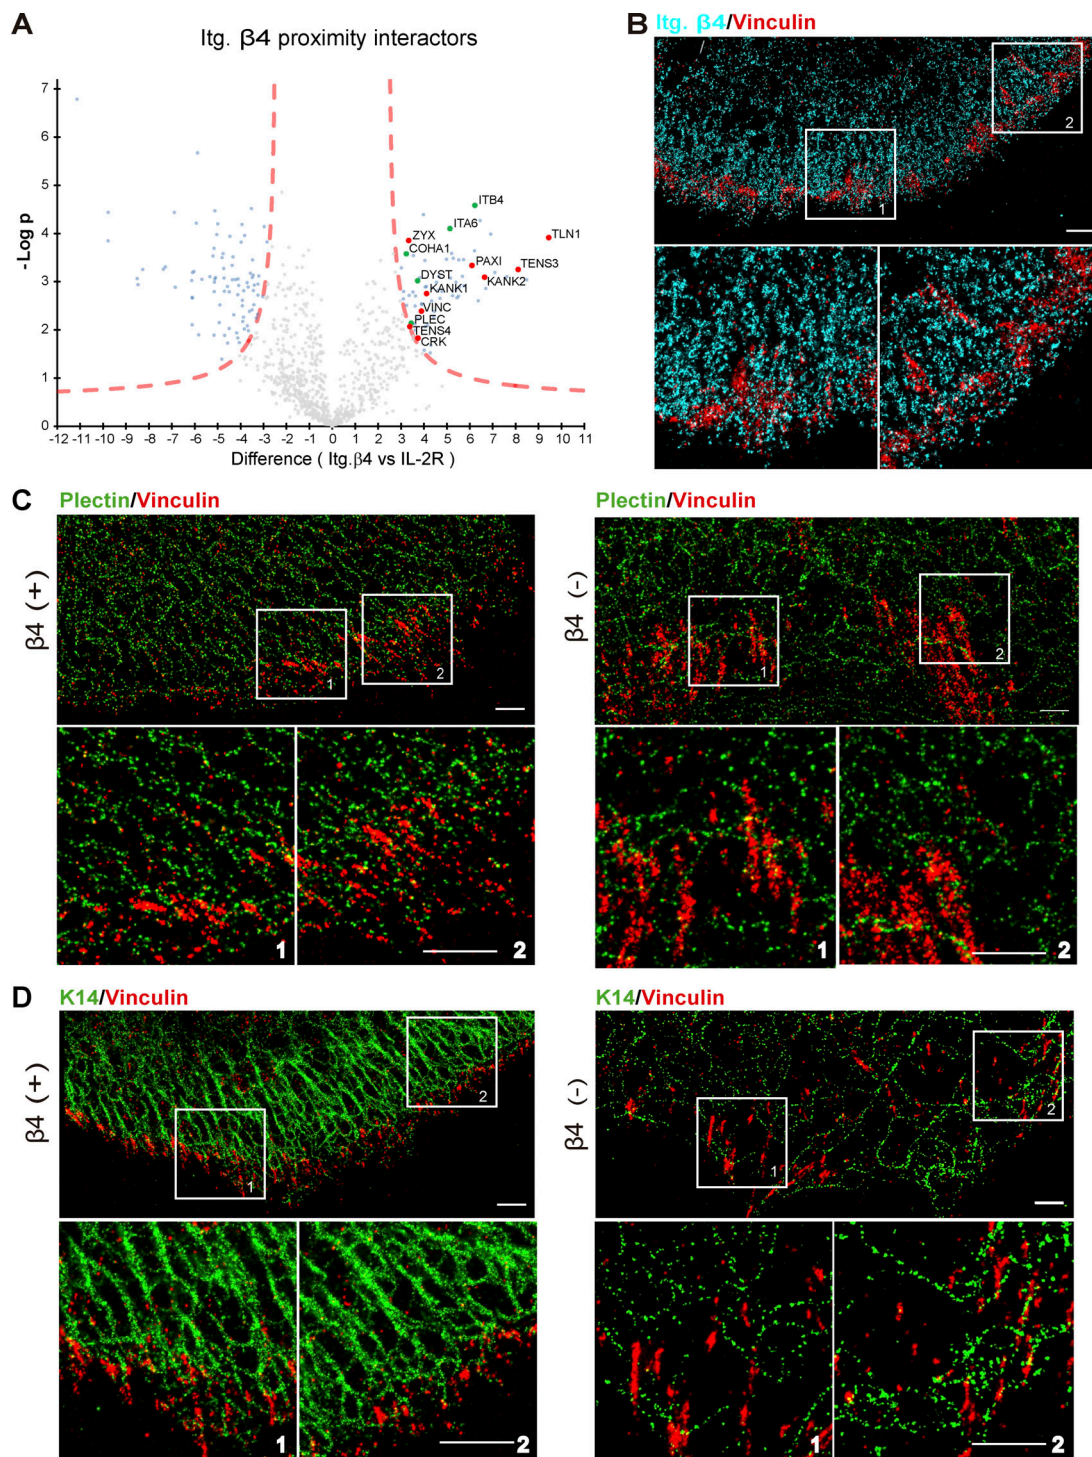 A
Itg. β4 proximity interactors
7
6
5
4
3
2
1
0
-Log p
-12 -11 -10 -9 -8 -7 -6 -5 -4 -3 -2 -1 0 1 2 3 4 5 6 7 8 9 10 11
Difference ( Itg.β4 vs IL-2R )
ITB4
ITA6
ZYX
TLN1
COHA1
PAXI
TENS3
DYST
KANK2
KANK1
VINC
PLEC
TENS4
CRK
B
Itg. β4/Vinculin
2
1
1
2
C
Plectin/Vinculin
β4 (+)
1
2
1
2
Plectin/Vinculin
β4 (-)
1
2
1
2
D
K14/Vinculin
β4 (+)
2
1
1
2
K14/Vinculin
β4 (-)
2
1
1
2